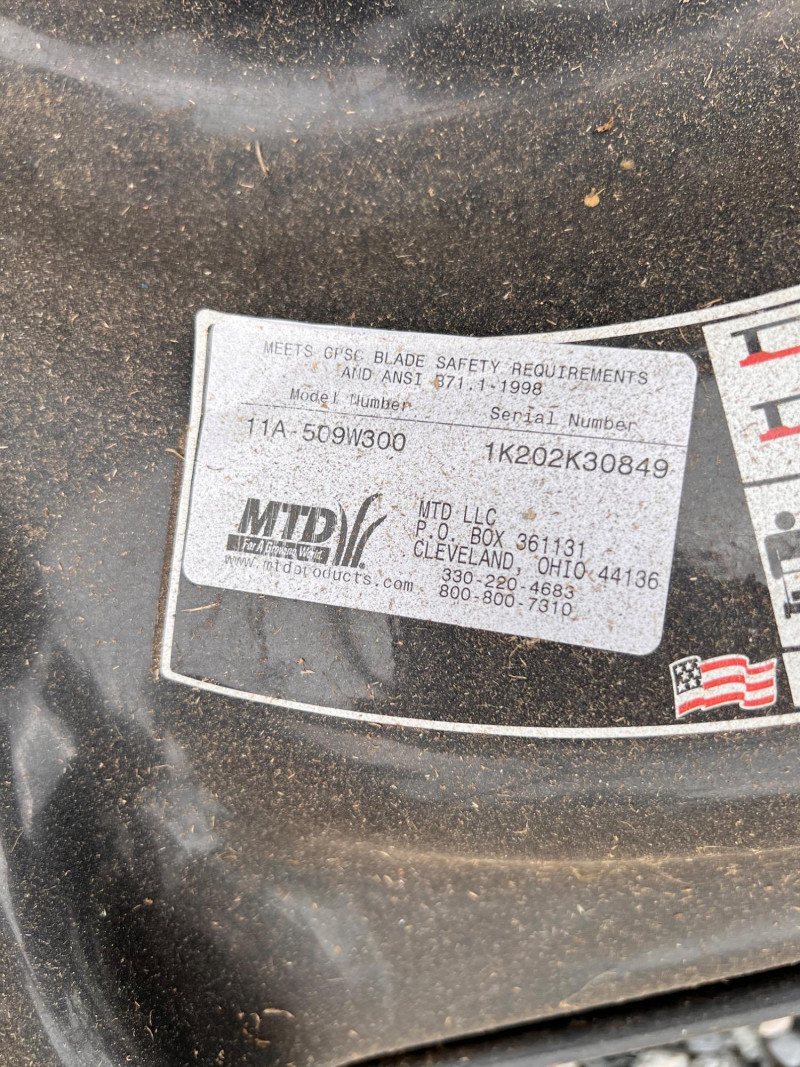 MEETS CPSC BLADE SAFETY REQUIREMENTS
AND ANSI B71.1-1998
Model Number Serial Number
11A-509W300 1K202K30849
MTD
For A Growing World.
www.mtdproducts.com
MTD LLC
P.O. BOX 361131
CLEVELAND, OHIO 44136
330-220-4683
800-800-7310